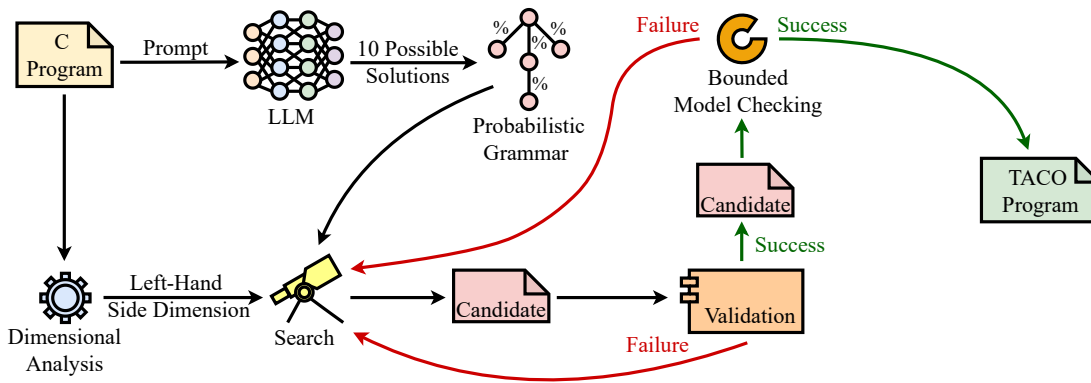 C
Program
Prompt
LLM
10 Possible
Solutions
%
%
%
%
Probabilistic
Grammar
Failure
Success
Bounded
Model Checking
TACO
Program
Candidate
Success
Left-Hand
Side Dimension
Dimensional
Analysis
Search
Candidate
Validation
Failure